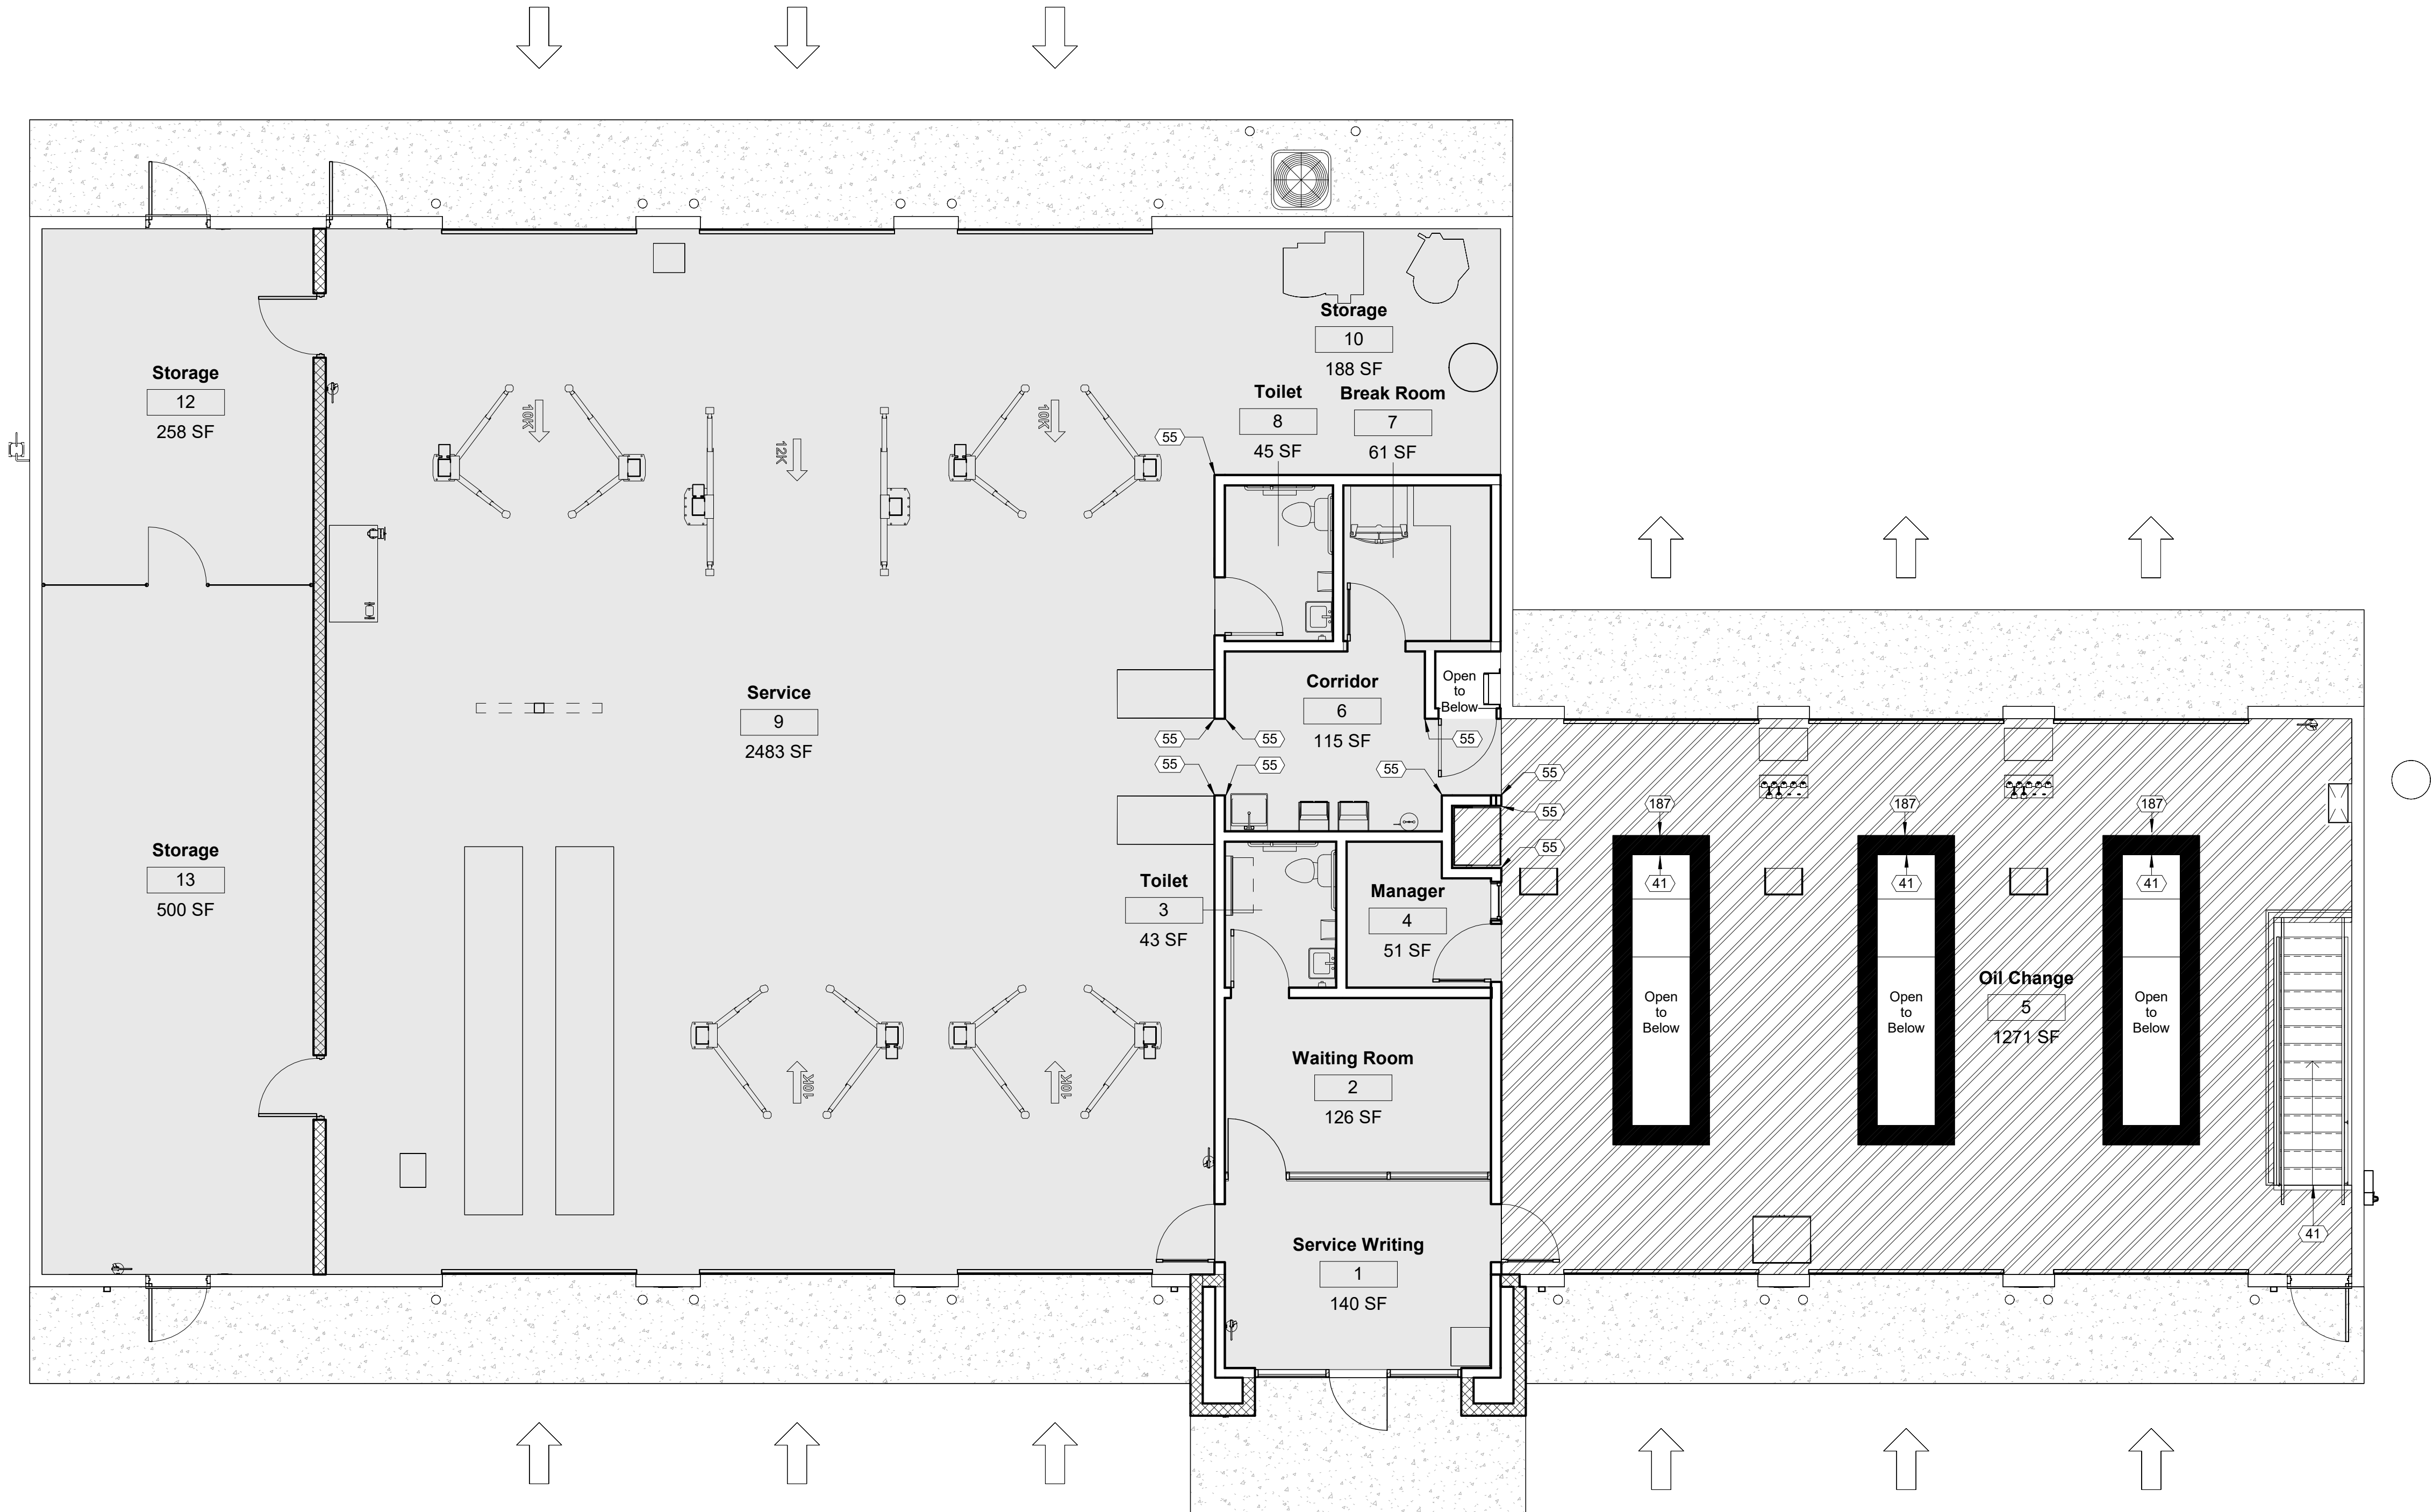 Storage
10
188 SF
Storage
12
258 SF
10K
12K
10K
Toilet
8
45 SF
Break Room
7
61 SF
55
Service
9
2483 SF
Corridor
6
115 SF
Open
to
Below
55
55
55
55
55
55
55
55
55
187
187
187
41
41
41
Storage
13
500 SF
Toilet
3
43 SF
Manager
4
51 SF
Oil Change
5
1271 SF
Open
to
Below
Open
to
Below
Open
to
Below
10K
10K
Waiting Room
2
126 SF
Service Writing
1
140 SF
41